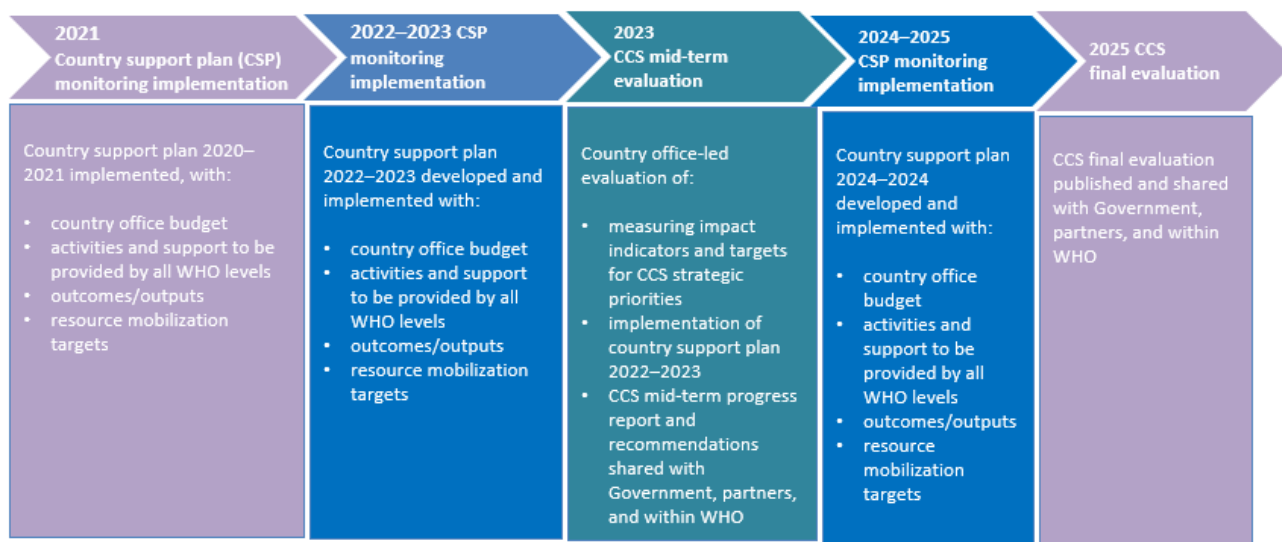 2021
Country support plan (CSP)
monitoring implementation
2022–2023 CSP
monitoring
implementation
2023
CCS mid-term
evaluation
2024–2025
CSP monitoring
implementation
2025 CCS
final evaluation
Country support plan 2020–
2021 implemented, with:
• country office budget
• activities and support to be
provided by all WHO levels
• outcomes/outputs
• resource mobilization
targets
Country support plan
2022–2023 developed and
implemented with:
• country office budget
• activities and support
to be provided by all
WHO levels
• outcomes/outputs
• resource mobilization
targets
Country office-led
evaluation of:
• measuring impact
indicators and targets
for CCS strategic
priorities
• implementation of
country support plan
2022–2023
• CCS mid-term progress
report and
recommendations
shared with
Government, partners,
and within WHO
Country support plan
2024–2024
developed and
implemented with:
• country office
budget
• activities and
support to be
provided by all
WHO levels
• outcomes/outputs
• resource
mobilization
targets
CCS final evaluation
published and shared
with Government,
partners, and within
WHO